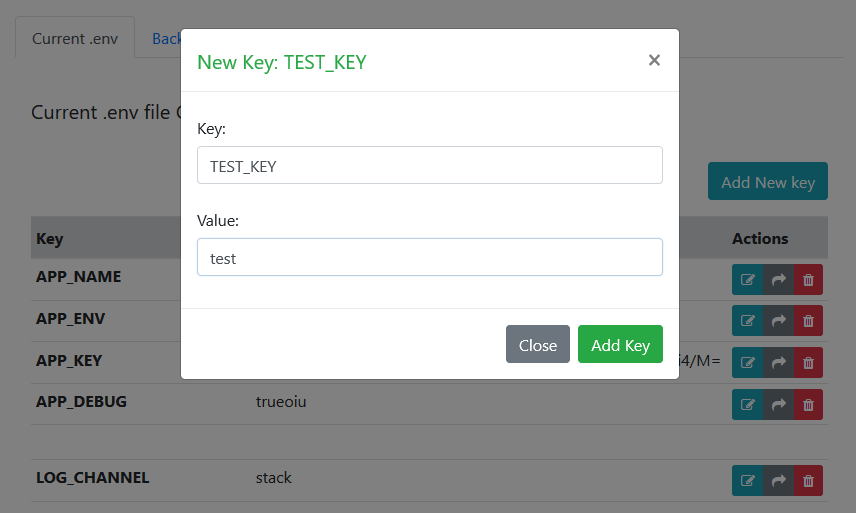 Current .env
Back
New Key: TEST_KEY
×
Current .env file
Key:
TEST_KEY
Add New key
Value:
test
Key
Actions
APP_NAME
APP_ENV
Close
Add Key
APP_KEY
i4/M=
APP_DEBUG
trueoiu
LOG_CHANNEL
stack